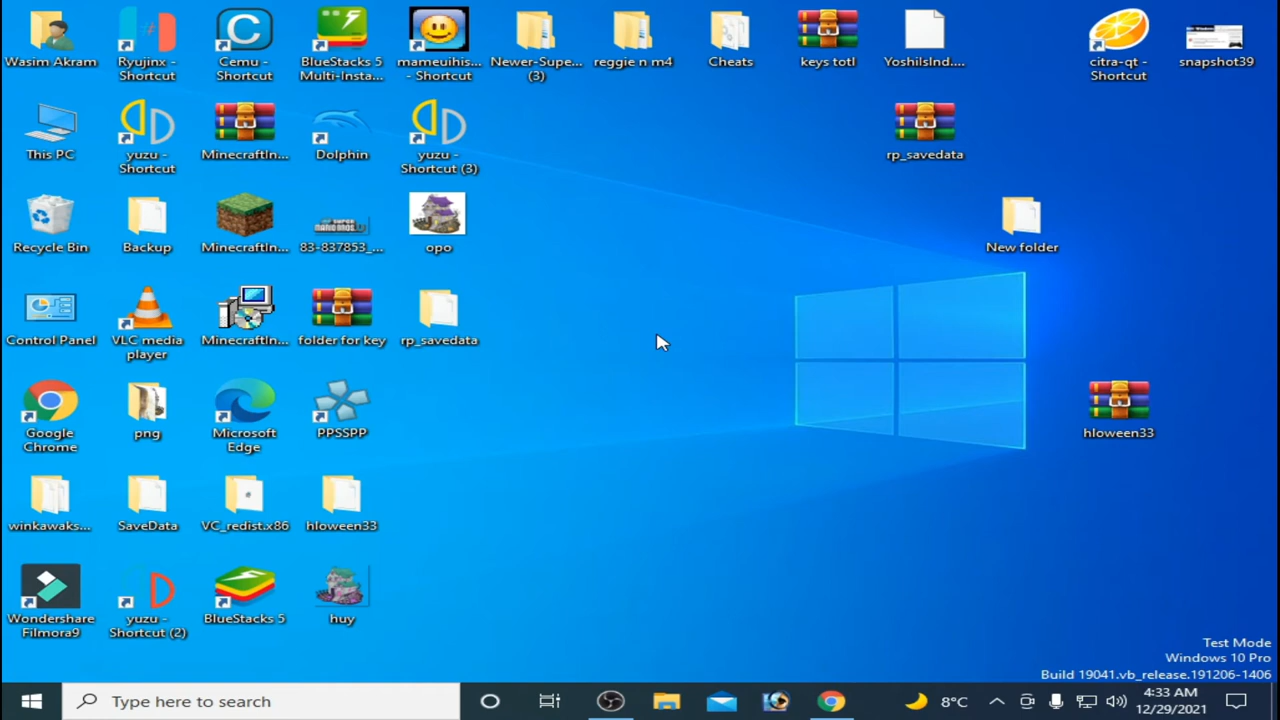 Wasim Akram
Ryujinx -
Shortcut
Cemu -
Shortcut
BlueStacks 5
Multi-Insta...
mameuihis...
- Shortcut
Newer-Supe...
(3)
reggie n m4
Cheats
keys totl
YoshiIsInd....
citra-qt -
Shortcut
snapshot39
This PC
yuzu -
Shortcut
MinecraftIn...
Dolphin
yuzu -
Shortcut (3)
rp_savedata
Recycle Bin
Backup
MinecraftIn...
83-837853_...
opo
New folder
Control Panel
VLC media
player
MinecraftIn...
folder for key
rp_savedata
Google
Chrome
png
Microsoft
Edge
PPSSPP
hloween33
winkawaks...
SaveData
VC_redist.x86
hloween33
Wondershare
Filmora9
yuzu -
Shortcut (2)
BlueStacks 5
huy
Test Mode
Windows 10 Pro
Build 19041.vb_release.191206-1406
Type here to search
8°C
4:33 AM
12/29/2021